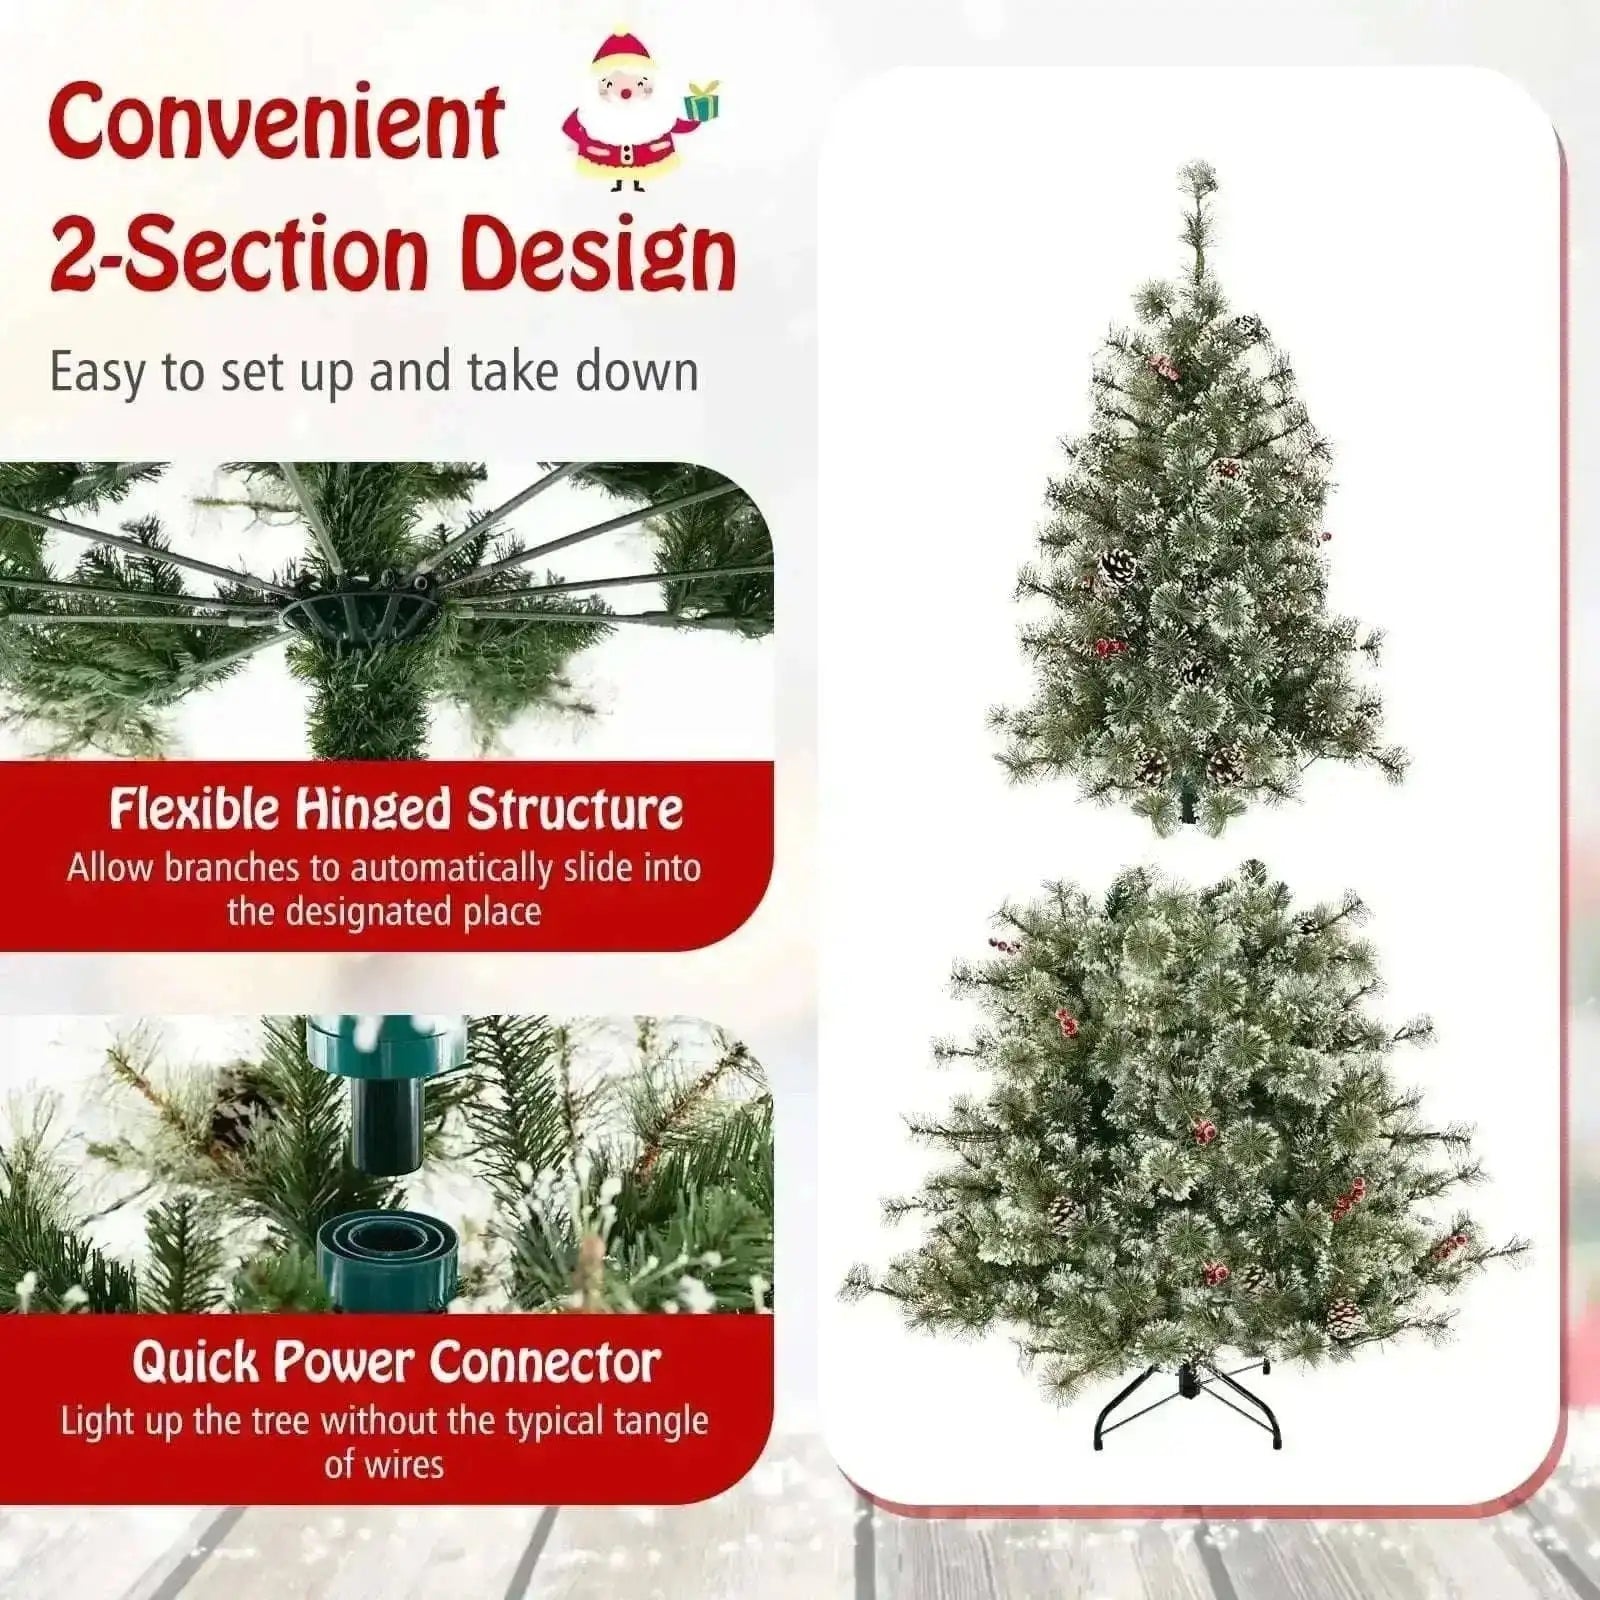 Convenient
2-Section Design
Easy to set up and take down
Flexible Hinged Structure
Allow branches to automatically slide into
the designated place
Quick Power Connector
Light up the tree without the typical tangle
of wires